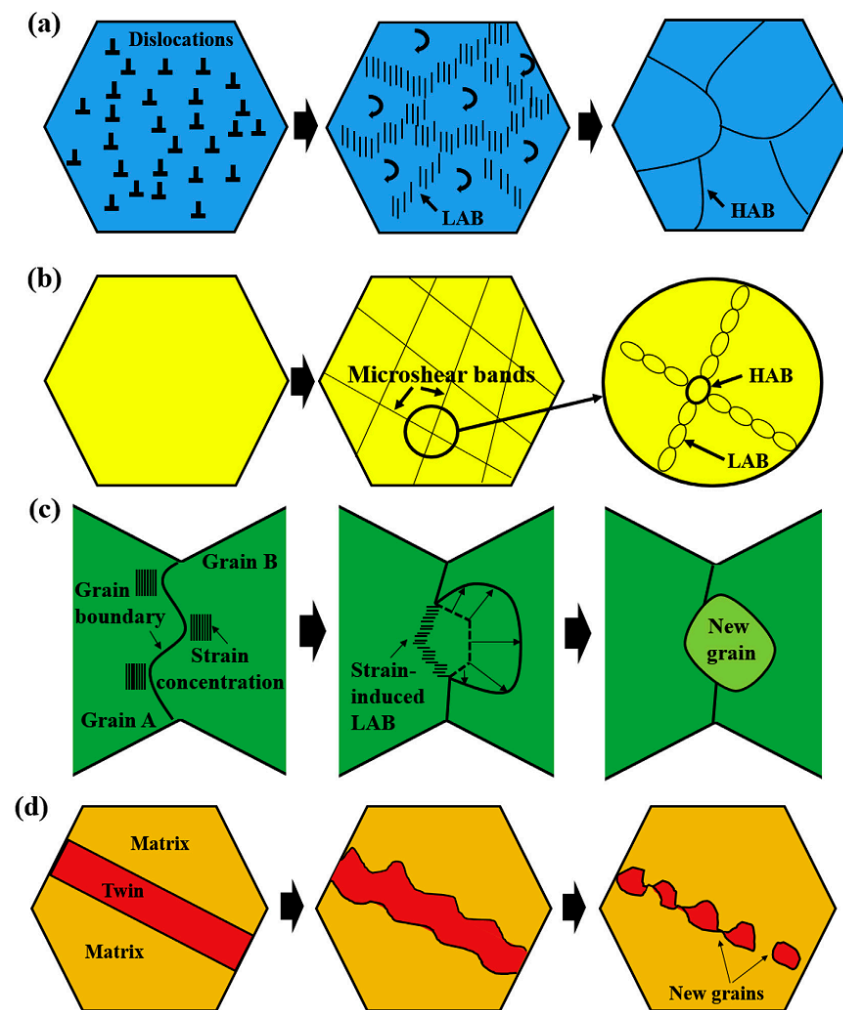 (a)
Dislocations
LAB
HAB
(b)
Microshear bands
HAB
LAB
(c)
Grain B
Grain
boundary
Strain
concentration
Grain A
Strain-
induced
LAB
New
grain
(d)
Matrix
Twin
Matrix
New grains